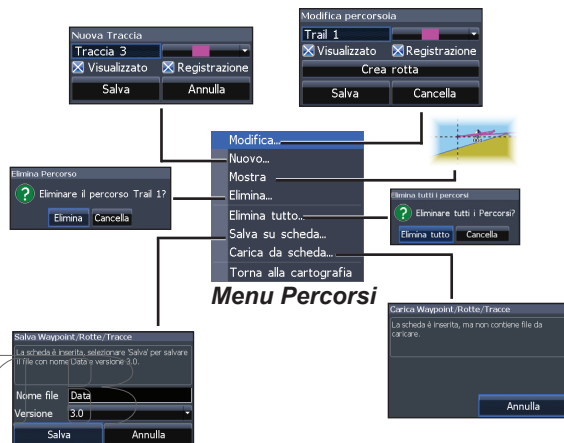 Nuova Traccia
Traccia 3
Visualizzato Registrazione
Salva Annulla
Modifica percorsoia
Trail 1
Visualizzato Registrazione
Crea rotta
Salva Cancella
Modifica...
Nuovo...
Mostra
Elimina...
Elimina tutto...
Salva su scheda...
Carica da scheda...
Torna alla cartografia
Menu Percorsi
Elimina Percorso
Eliminare il percorso Trail 1?
Elimina Cancella
Elimina tutti i percorsi
Eliminare tutti i Percorsi?
Elimina tutto Cancella
Salva Waypoint/Rotte/Tracce
La scheda è inserita, selezionare 'Salva' per salvare
il file con nome Data e versione 3.0.
Nome file Data
Versione 3.0
Salva Annulla
Carica Waypoint/Rotte/Tracce
La scheda è inserita, ma non contiene file da
caricare.
Annulla